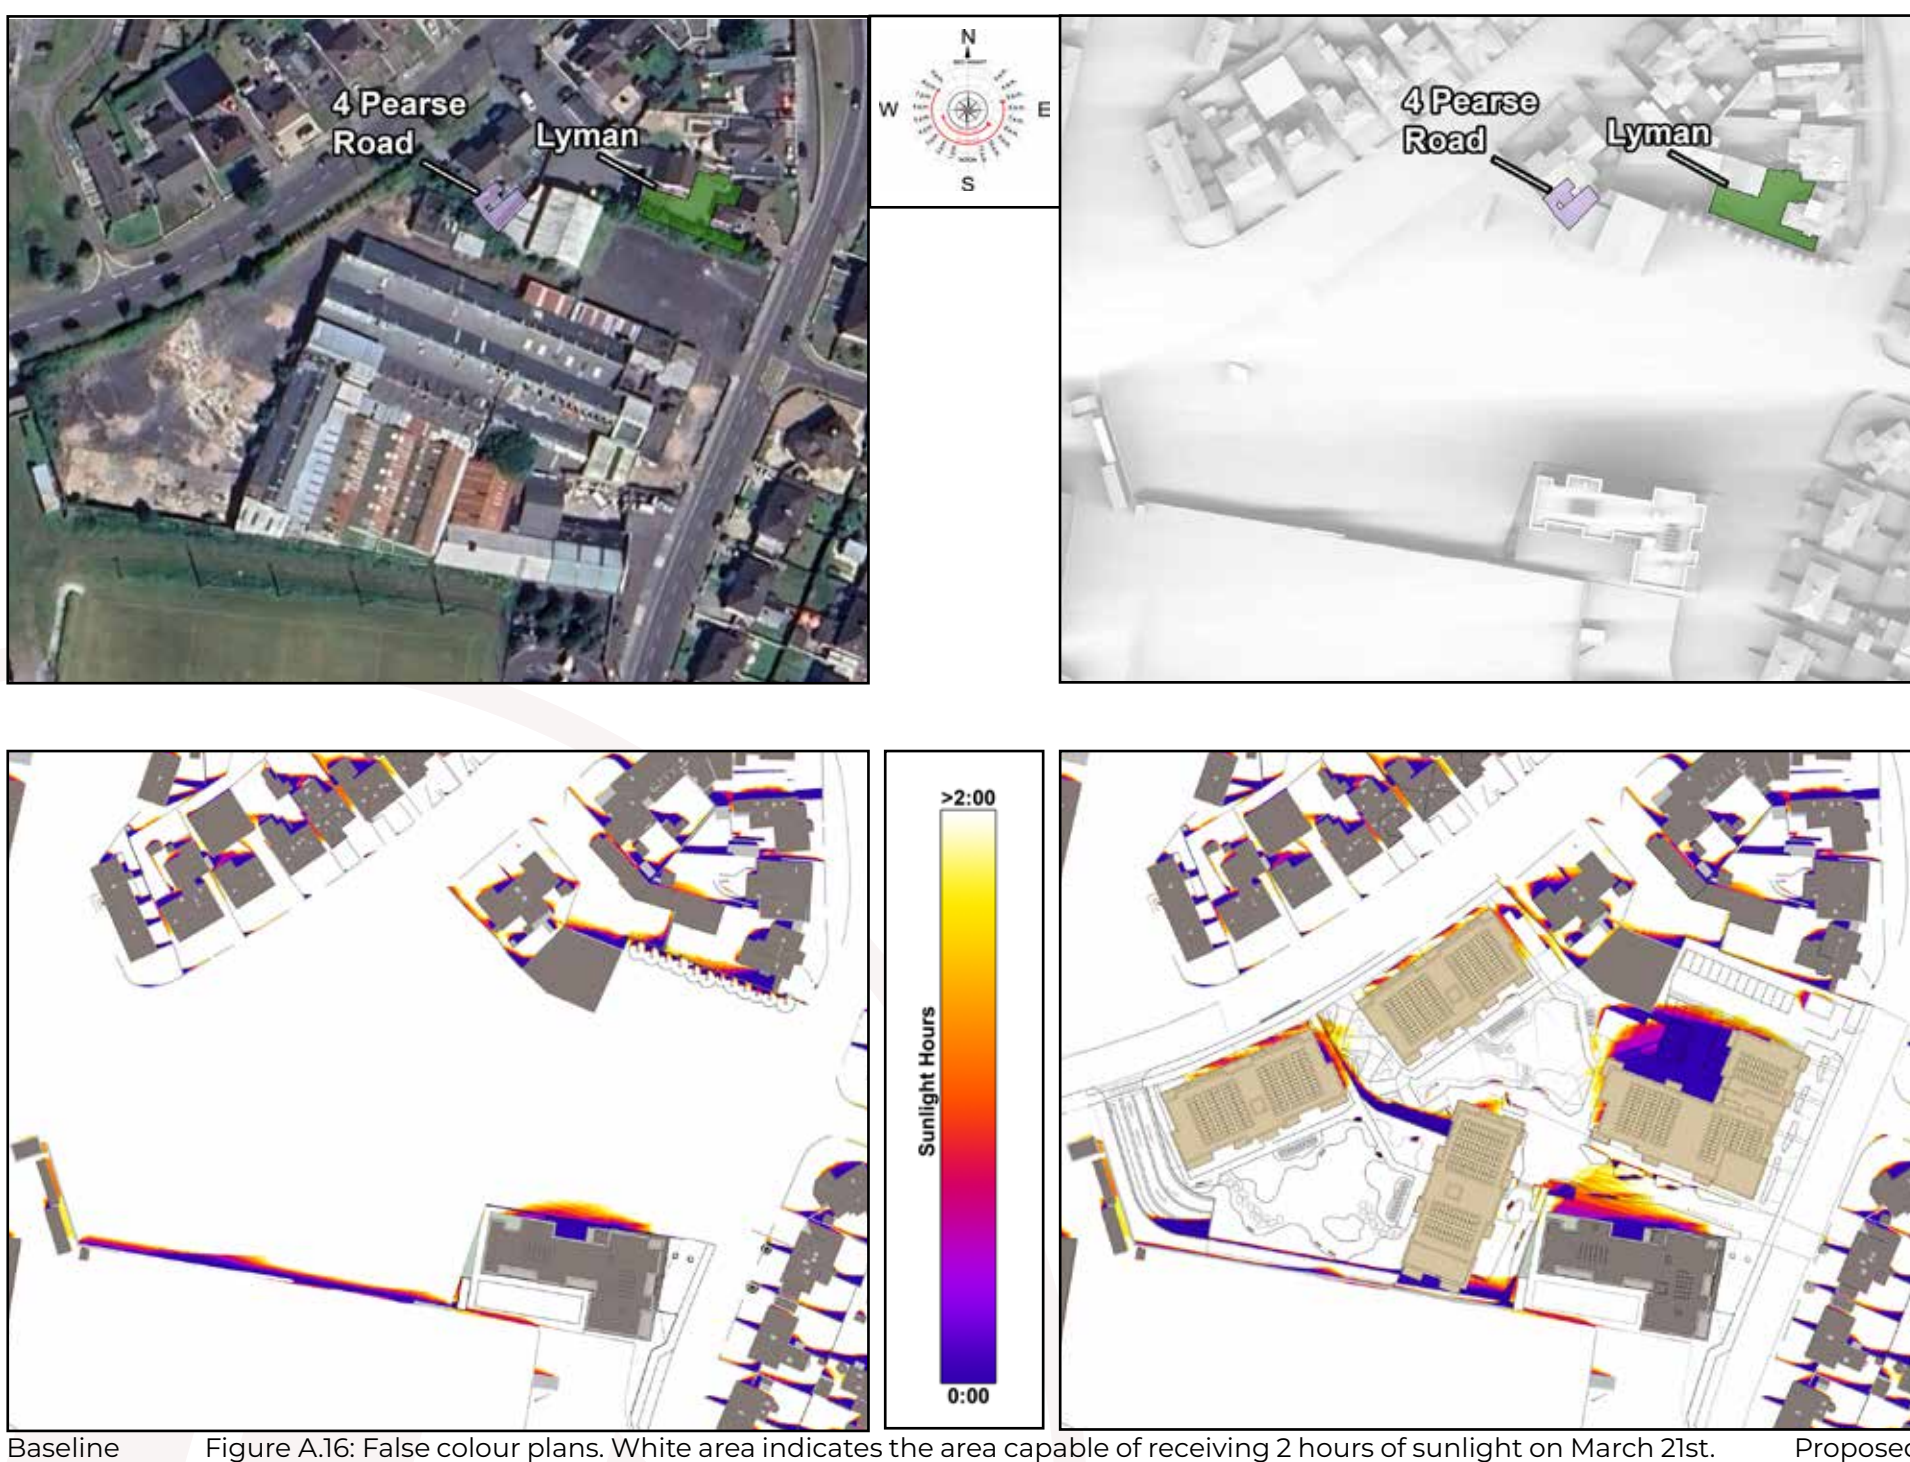 4 Pearse
Road
Lyman
N
W
E
NOON
S
4 Pearse
Road
Lyman
>2:00
Sunlight Hours
0:00
Baseline
Figure A.16: False colour plans. White area indicates the area capable of receiving 2 hours of sunlight on March 21st.